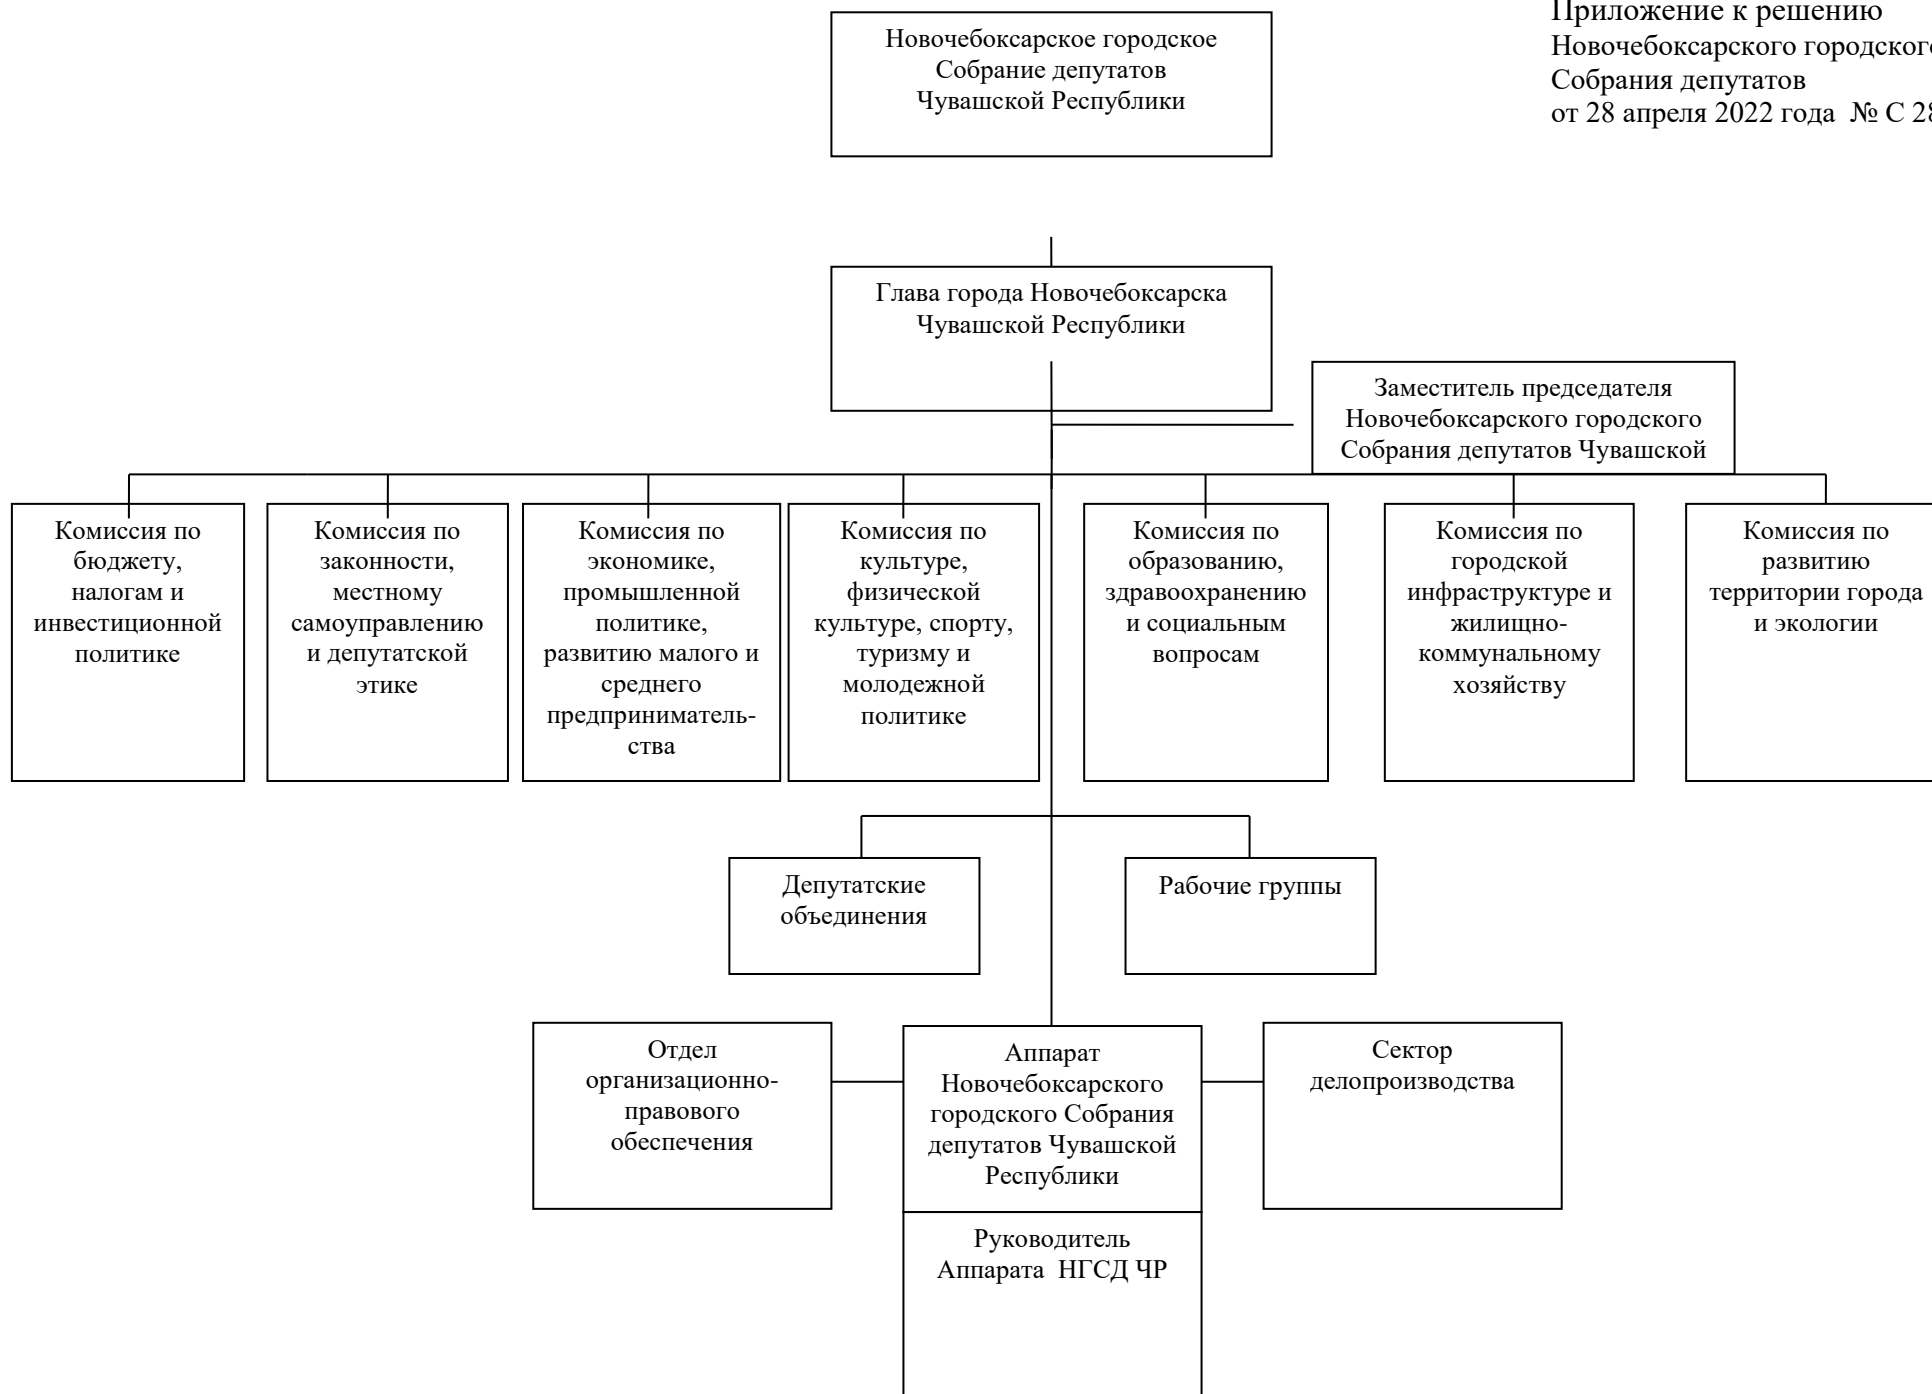 Приложение к решению
Новочебоксарского городского
Собрания депутатов
от 28 апреля 2022 года № С 28
Новочебоксарское городское
Собрание депутатов
Чувашской Республики
Глава города Новочебоксарска
Чувашской Республики
Заместитель председателя
Новочебоксарского городского
Собрания депутатов Чувашской
Комиссия по
бюджету,
налогам и
инвестиционной
политике
Комиссия по
законности,
местному
самоуправлению
и депутатской
этике
Комиссия по
экономике,
промышленной
политике,
развитию малого и
среднего
предприниматель-
ства
Комиссия по
культуре,
физической
культуре, спорту,
туризму и
молодежной
политике
Комиссия по
образованию,
здравоохранению
и социальным
вопросам
Комиссия по
городской
инфраструктуре и
жилищно-
коммунальному
хозяйству
Комиссия по
развитию
территории города
и экологии
Депутатские
объединения
Рабочие группы
Отдел
организационно-
правового
обеспечения
Аппарат
Новочебоксарского
городского Собрания
депутатов Чувашской
Республики
Сектор
делопроизводства
Руководитель
Аппарата НГСД ЧР